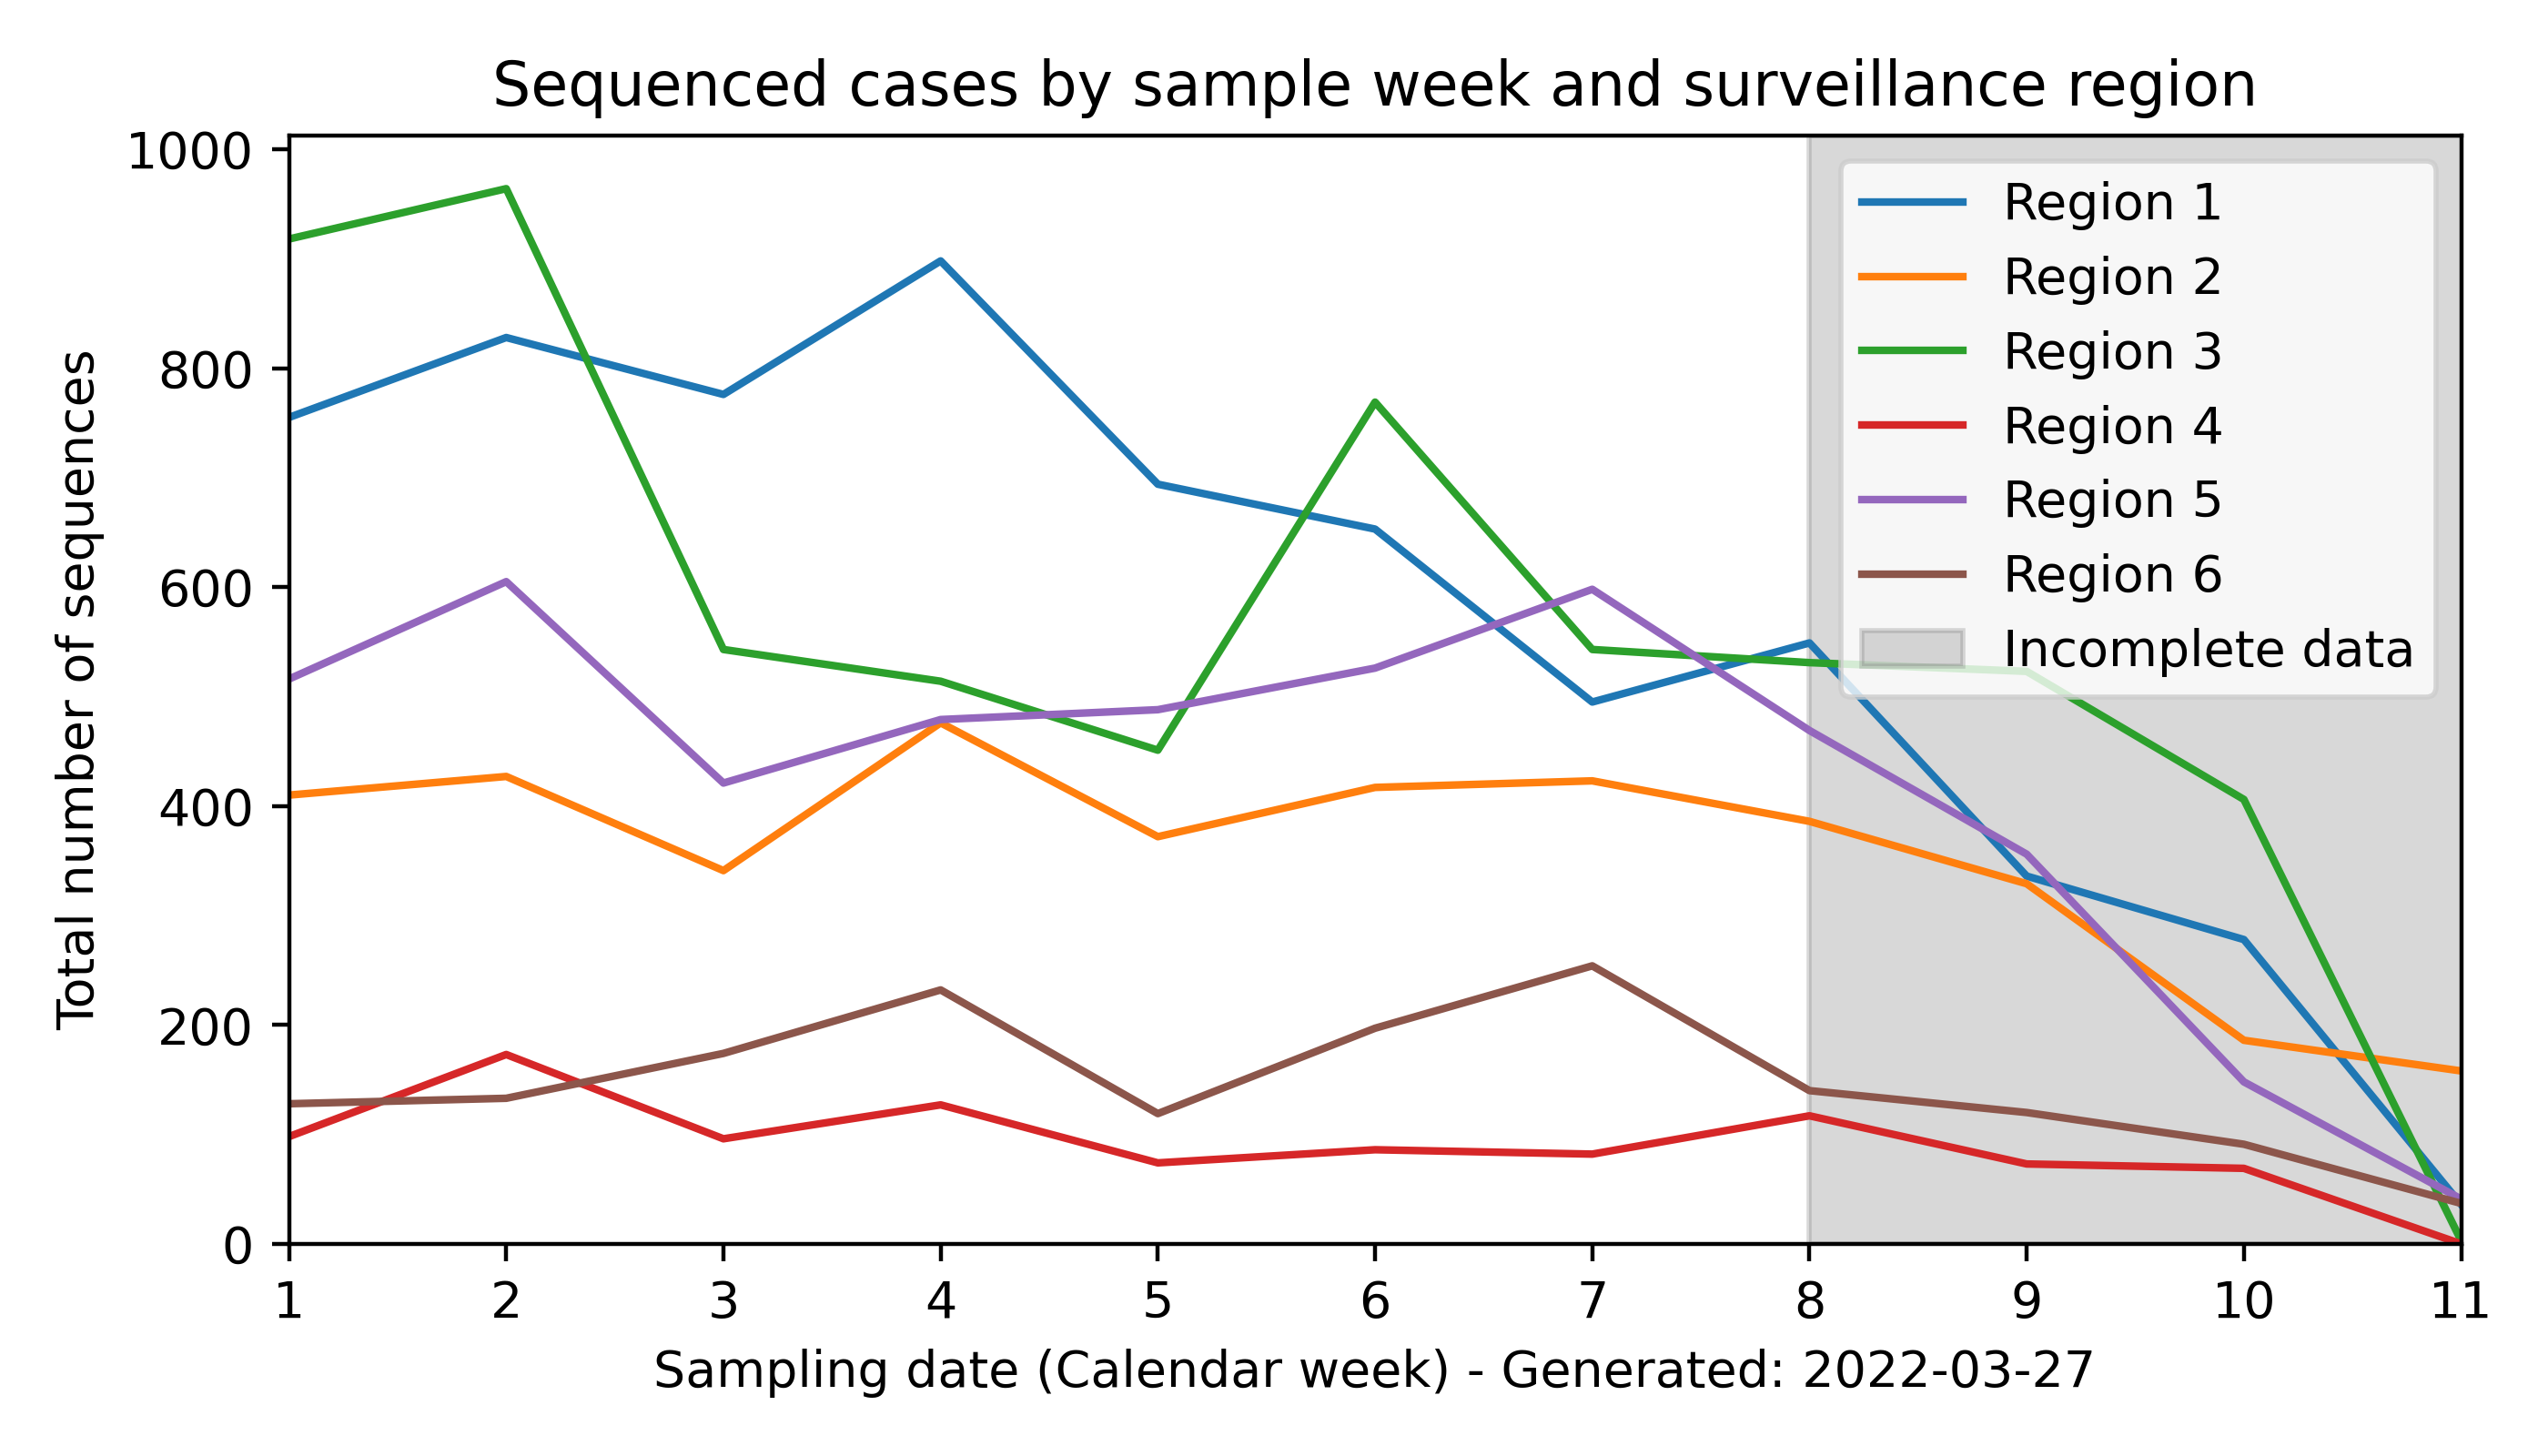 Sequenced cases by sample week and surveillance region
Total number of sequences
1000
800
600
400
200
0
Region 1
Region 2
Region 3
Region 4
Region 5
Region 6
Incomplete data
1 2 3 4 5 6 7 8 9 10 11
Sampling date (Calendar week) - Generated: 2022-03-27